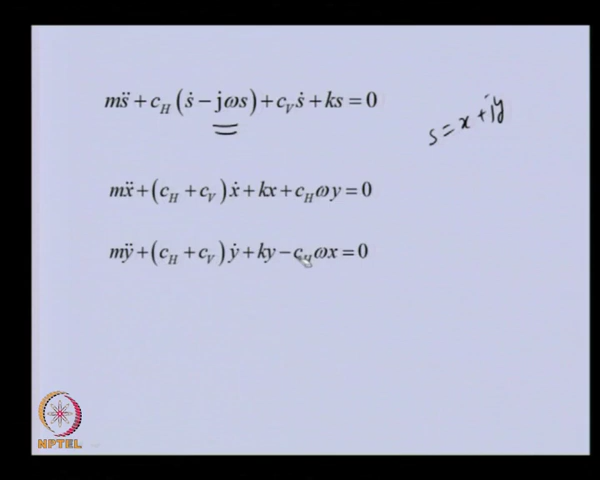 ms̈ + c_H (ṡ − jωs) + c_V ṡ + ks = 0
s = x + jy
mẍ + (c_H + c_V) ẋ + kx + c_H ωy = 0
mÿ + (c_H + c_V) ẏ + ky − c_H ωx = 0
NPTEL